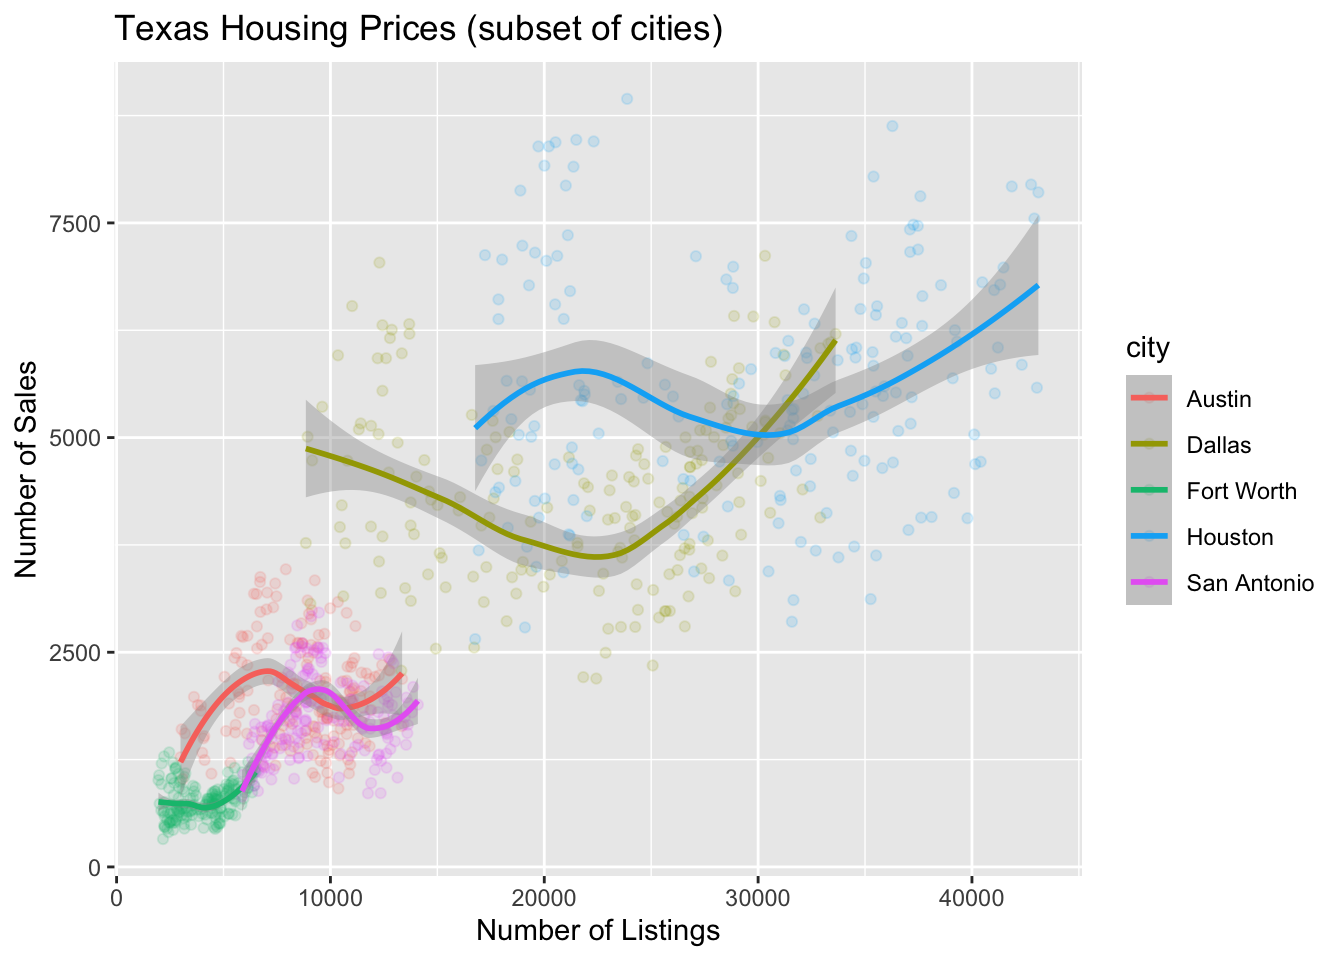 Texas Housing Prices (subset of cities)
7500
5000
2500
0
Number of Sales
0 10000 20000 30000 40000
Number of Listings
city
Austin
Dallas
Fort Worth
Houston
San Antonio